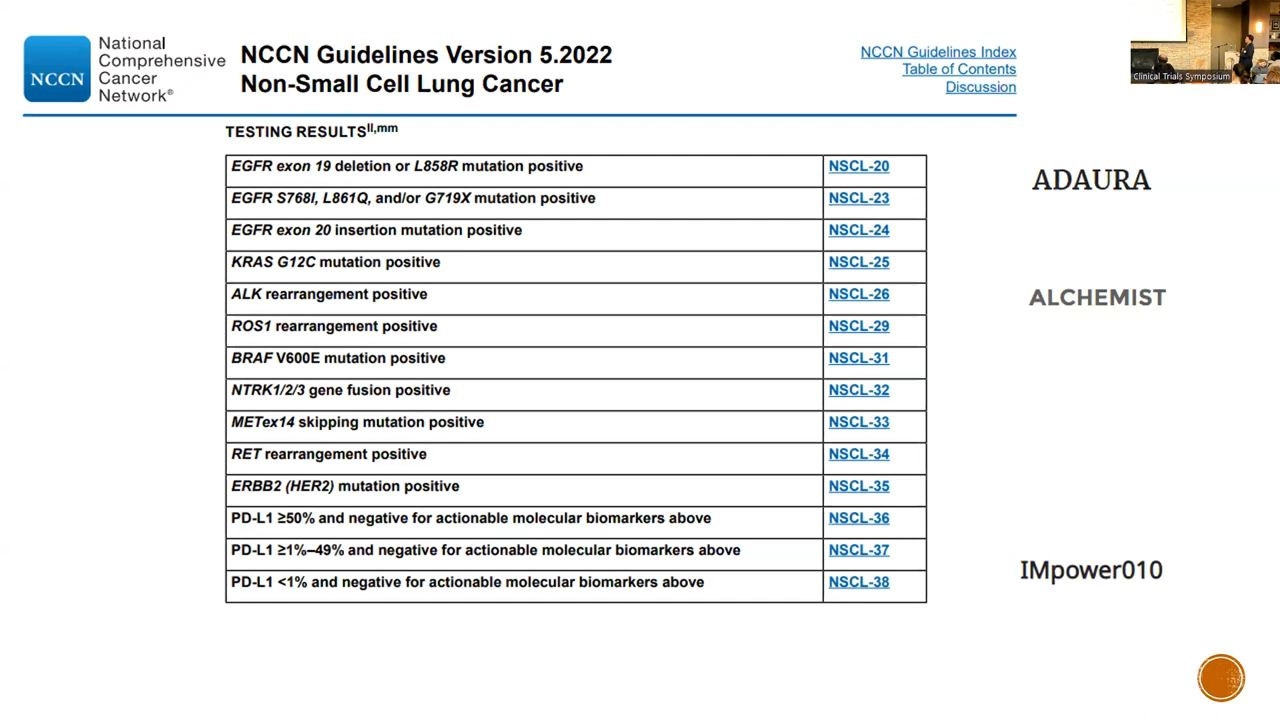 NCCN
National
Comprehensive
Cancer
Network®
NCCN Guidelines Version 5.2022
Non-Small Cell Lung Cancer
NCCN Guidelines Index
Table of Contents
Discussion
Clinical Trials Symposium
TESTING RESULTSll,mm
EGFR exon 19 deletion or L858R mutation positive NSCL-20
ADAURA
EGFR S768I, L861Q, and/or G719X mutation positive NSCL-23
EGFR exon 20 insertion mutation positive NSCL-24
KRAS G12C mutation positive NSCL-25
ALK rearrangement positive NSCL-26
ALCHEMIST
ROS1 rearrangement positive NSCL-29
BRAF V600E mutation positive NSCL-31
NTRK1/2/3 gene fusion positive NSCL-32
METex14 skipping mutation positive NSCL-33
RET rearrangement positive NSCL-34
ERBB2 (HER2) mutation positive NSCL-35
PD-L1 ≥50% and negative for actionable molecular biomarkers above NSCL-36
PD-L1 ≥1%–49% and negative for actionable molecular biomarkers above NSCL-37
IMpower010
PD-L1 <1% and negative for actionable molecular biomarkers above NSCL-38